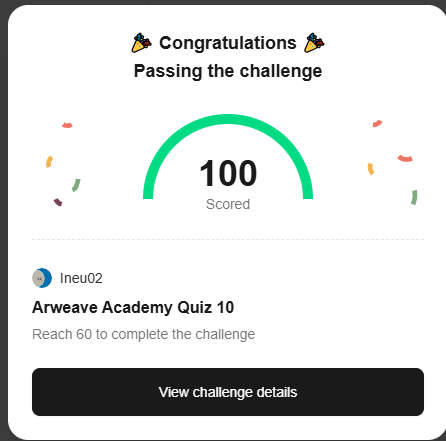 🎉 Congratulations 🎉
Passing the challenge
100
Scored
Ineu02
Arweave Academy Quiz 10
Reach 60 to complete the challenge
View challenge details